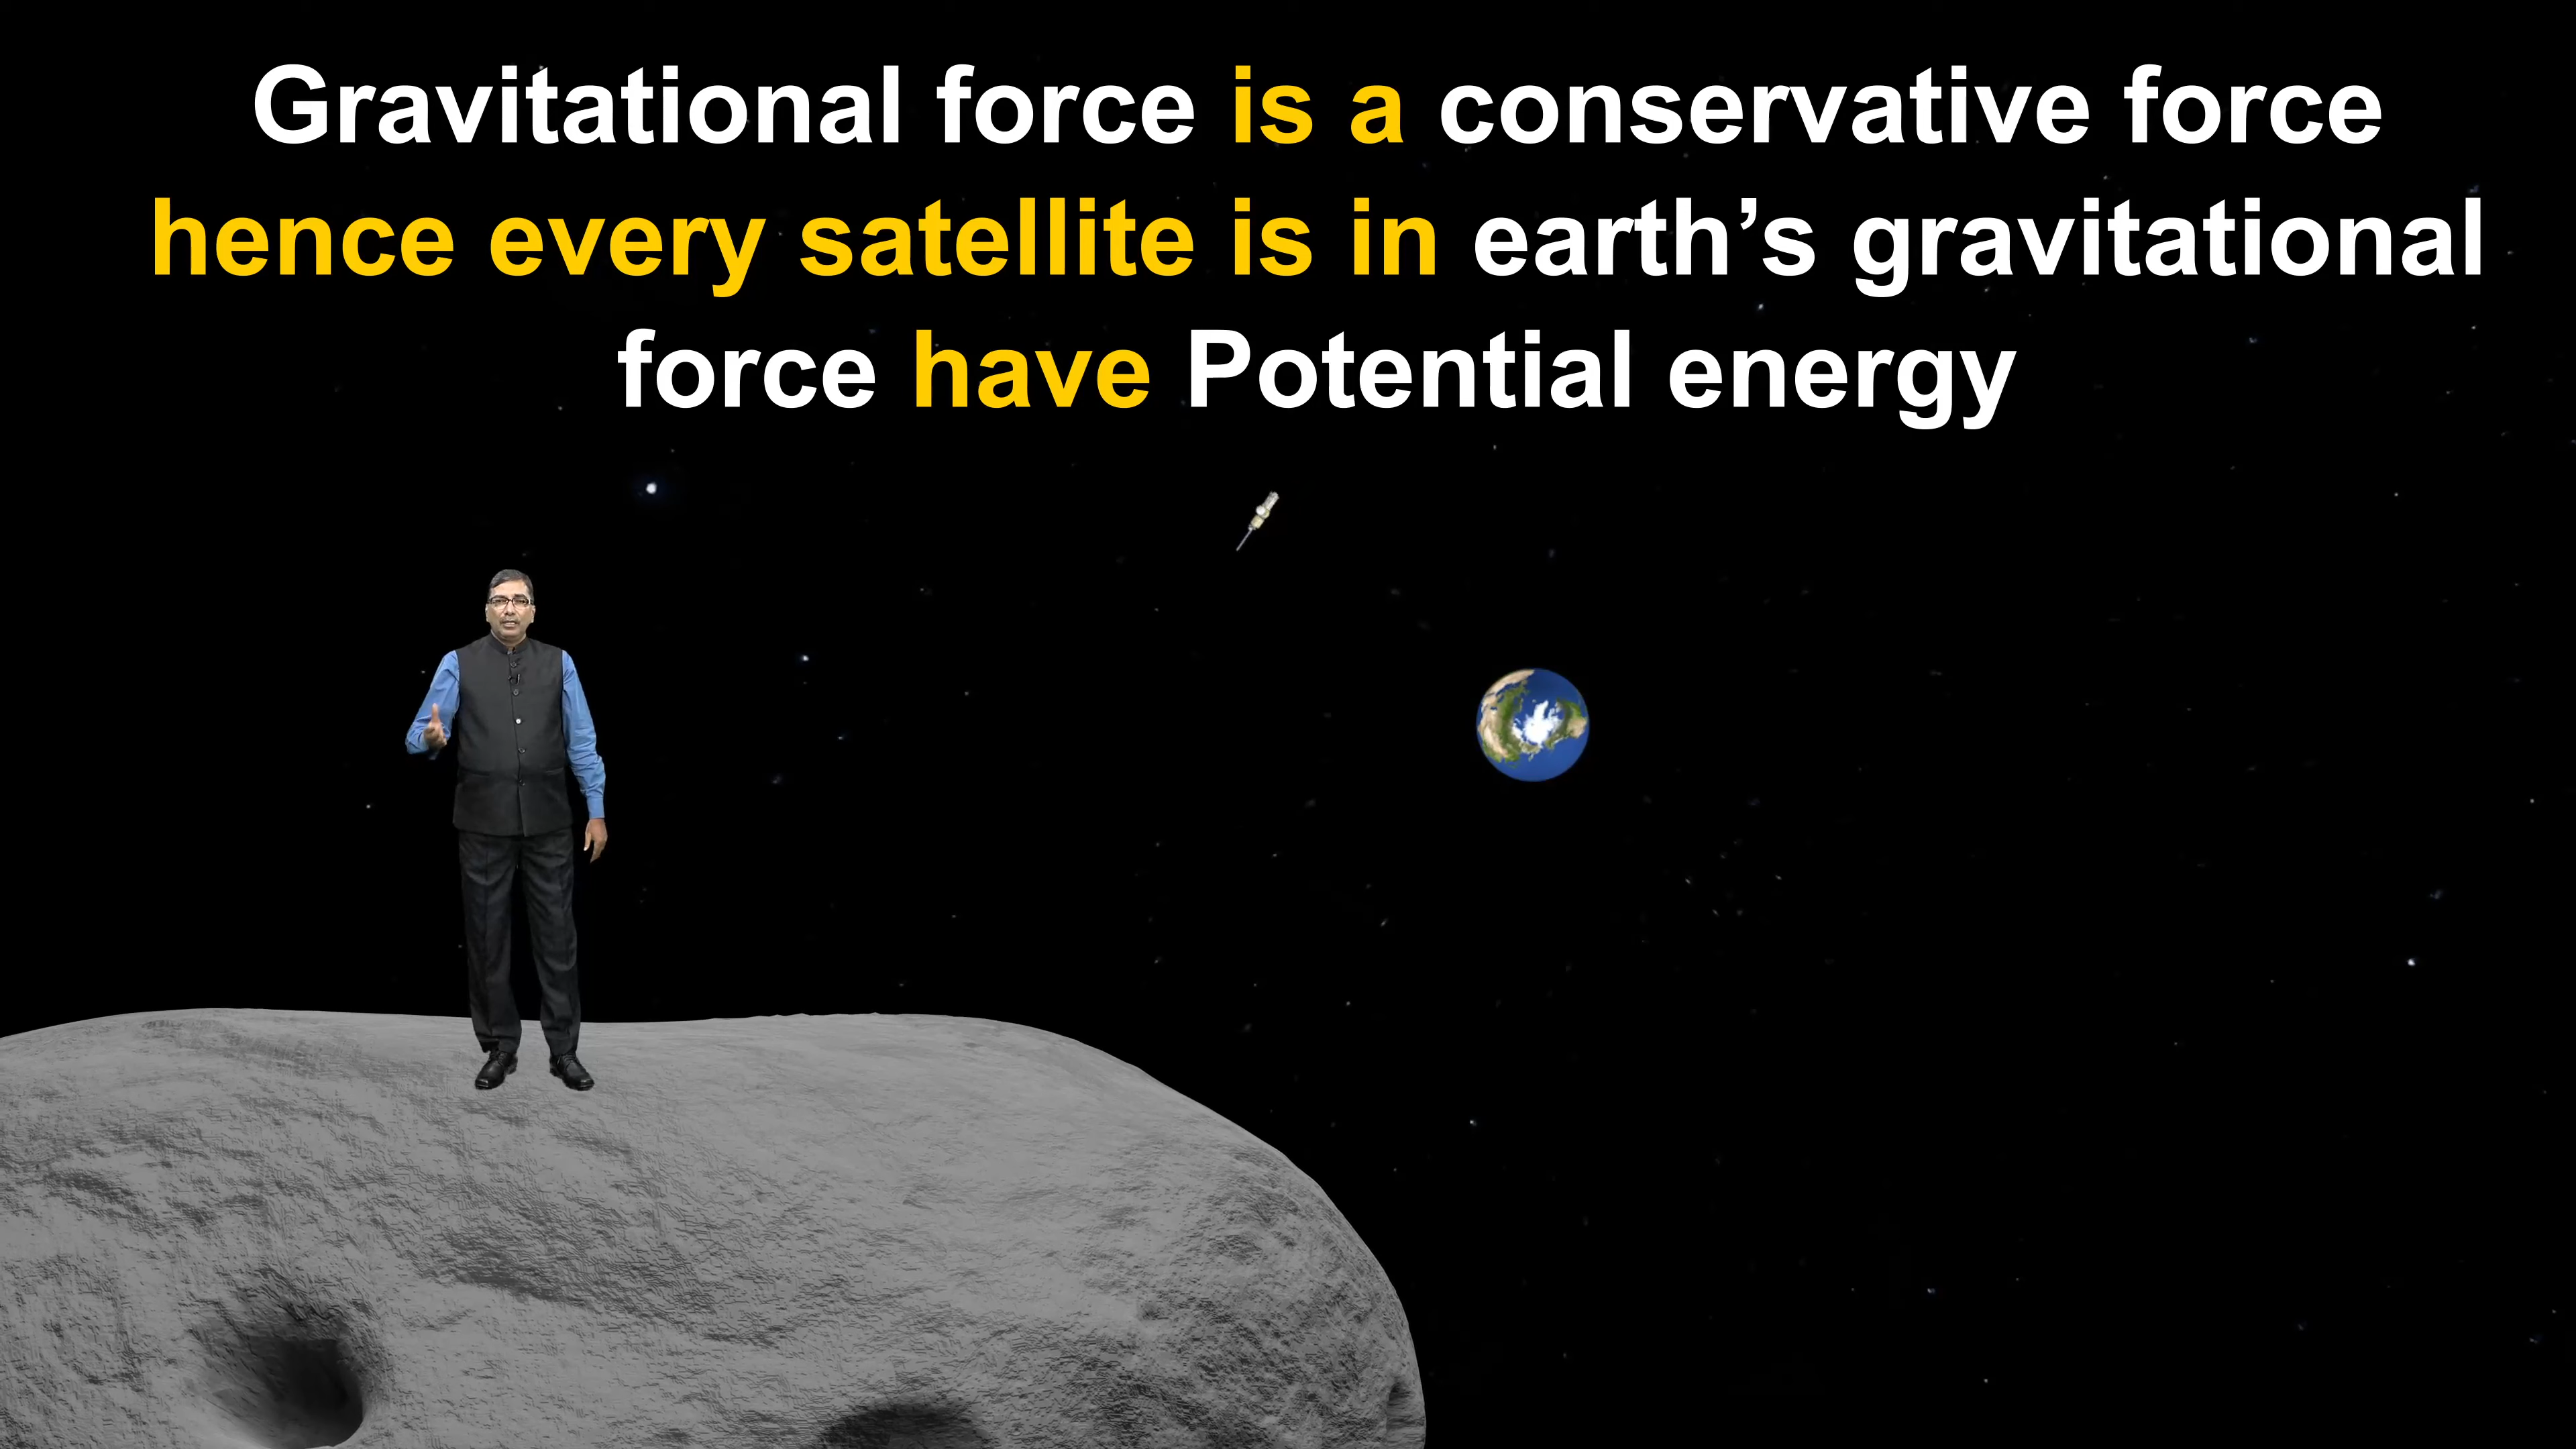 Gravitational force is a conservative force
hence every satellite is in earth’s gravitational
force have Potential energy